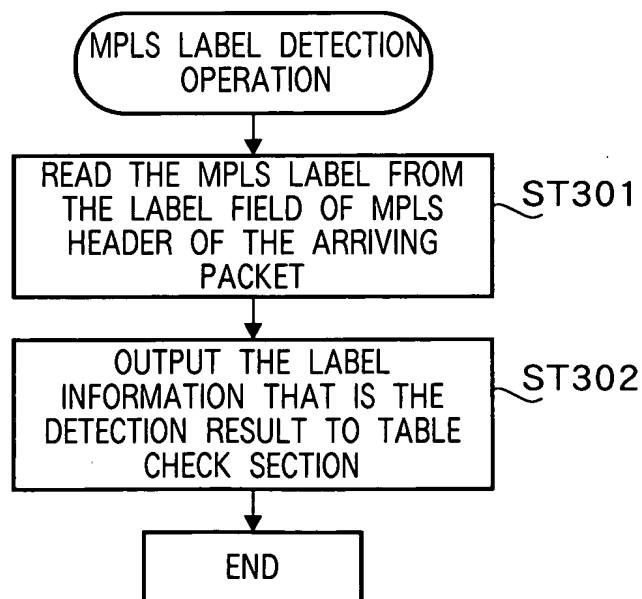 MPLS LABEL DETECTION
OPERATION
READ THE MPLS LABEL FROM
THE LABEL FIELD OF MPLS
HEADER OF THE ARRIVING
PACKET
ST301
OUTPUT THE LABEL
INFORMATION THAT IS THE
DETECTION RESULT TO TABLE
CHECK SECTION
ST302
END